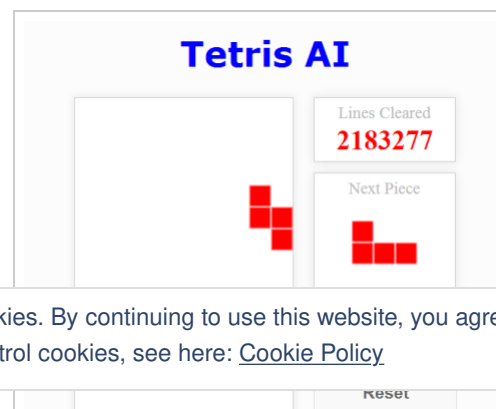 Tetris AI
Lines Cleared
2183277
Next Piece
kies. By continuing to use this website, you agre
trol cookies, see here: Cookie Policy
Reset